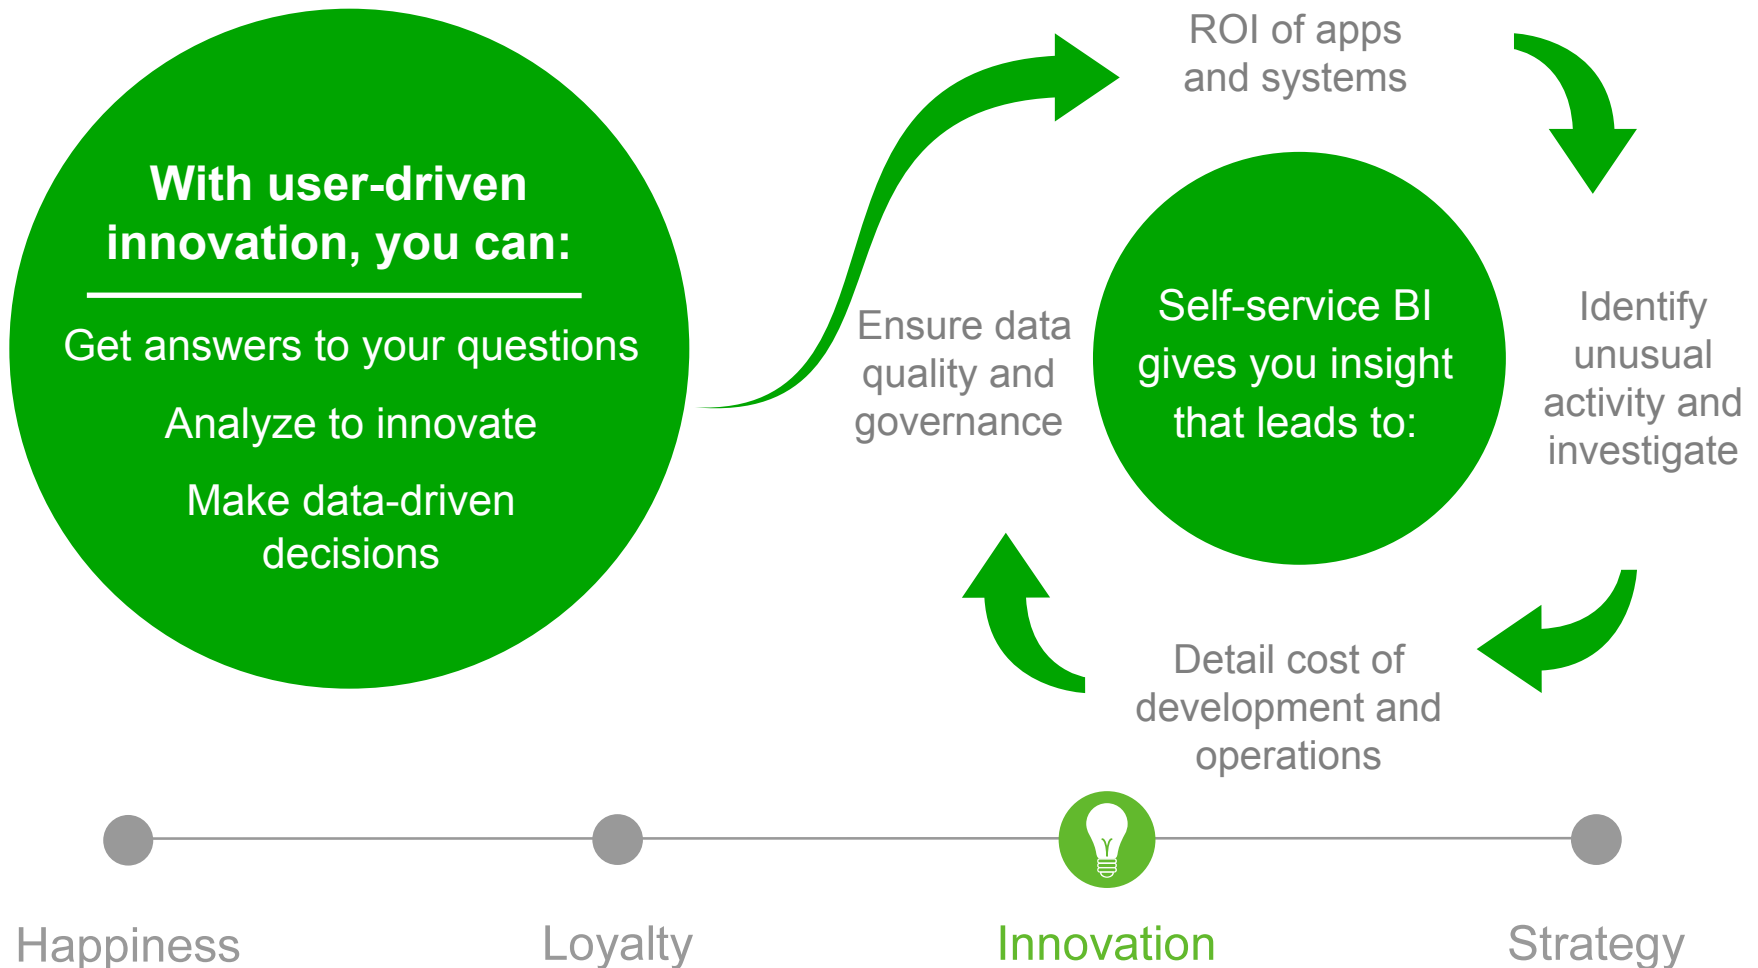 With user-driven
innovation, you can:
Get answers to your questions
Analyze to innovate
Make data-driven
decisions
ROI of apps
and systems
Identify
unusual
activity and
investigate
Detail cost of
development and
operations
Ensure data
quality and
governance
Self-service BI
gives you insight
that leads to:
Happiness
Loyalty
Innovation
Strategy